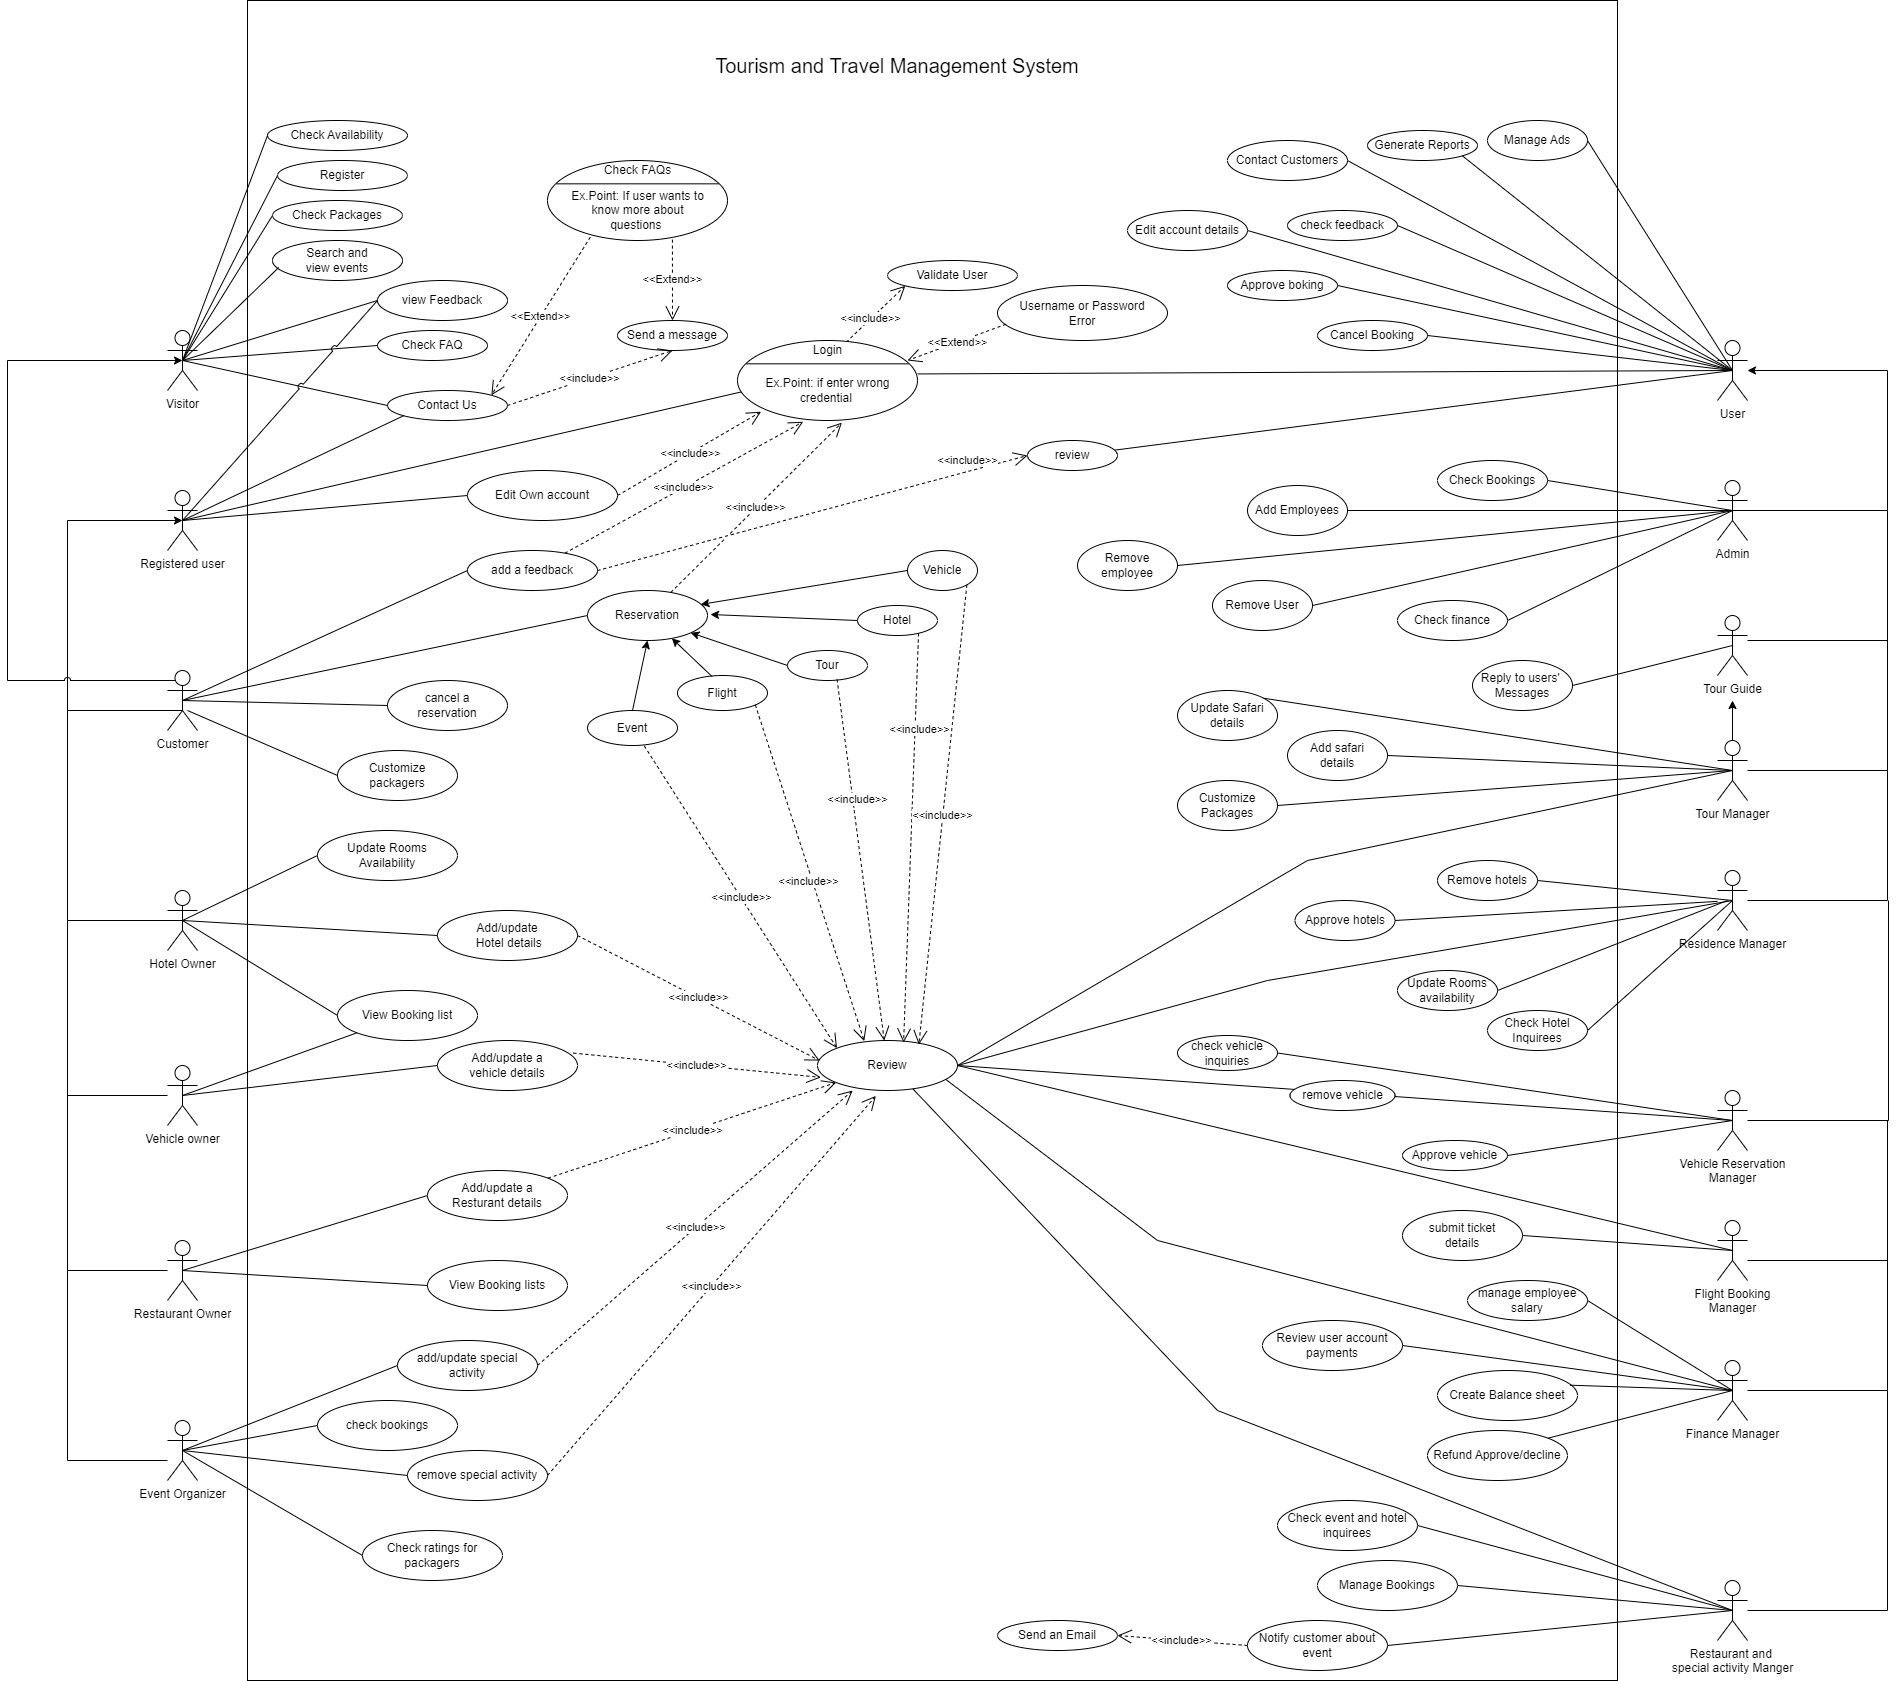 Tourism and Travel Management System
Check Availability
Register
Check Packages
Search and
view events
view Feedback
Check FAQ
Contact Us
Visitor
Check FAQs
Ex.Point: If user wants to
know more about
questions
<<Extend>>
<<Extend>>
Send a message
<<include>>
Validate User
<<include>>
Username or Password
Error
<<Extend>>
Login
Ex.Point: if enter wrong
credential
Contact Customers
Generate Reports
Manage Ads
Edit account details
check feedback
Approve boking
Cancel Booking
User
Registered user
Edit Own account
<<include>>
<<include>>
<<include>>
<<include>>
review
add a feedback
Reservation
Vehicle
Hotel
Tour
Flight
Event
Check Bookings
Add Employees
Remove
employee
Remove User
Check finance
Admin
Customer
cancel a
reservation
Customize
packagers
Reply to users'
Messages
Tour Guide
Update Safari
details
Add safari
details
Customize
Packages
Tour Manager
<<include>>
<<include>>
<<include>>
<<include>>
<<include>>
Update Rooms
Availability
Add/update
Hotel details
Hotel Owner
<<include>>
View Booking list
Add/update a
vehicle details
Vehicle owner
<<include>>
Review
Remove hotels
Approve hotels
Residence Manager
Update Rooms
availability
Check Hotel
Inquirees
check vehicle
inquiries
remove vehicle
Approve vehicle
Vehicle Reservation
Manager
<<include>>
Add/update a
Resturant details
View Booking lists
Restaurant Owner
<<include>>
<<include>>
submit ticket
details
Flight Booking
Manager
manage employee
salary
Review user account
payments
Create Balance sheet
Refund Approve/decline
Finance Manager
add/update special
activity
check bookings
remove special activity
Event Organizer
Check ratings for
packagers
Check event and hotel
inquirees
Manage Bookings
Notify customer about
event
<<include>>
Send an Email
Restaurant and
special activity Manger